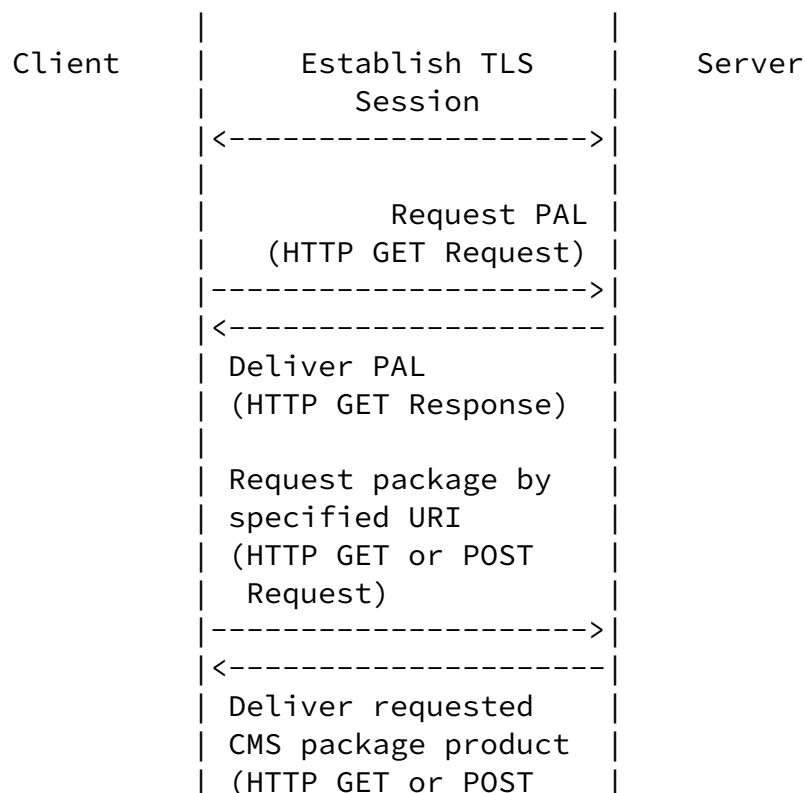 |                      |
 Client    |     Establish TLS    |    Server
           |        Session       |
           |<-------------------->|
           |                      |
           |          Request PAL |
           |   (HTTP GET Request) |
           |--------------------->|
           |<---------------------|
           | Deliver PAL          |
           | (HTTP GET Response)  |
           |                      |
           | Request package by   |
           | specified URI        |
           | (HTTP GET or POST    |
           |  Request)            |
           |--------------------->|
           |<---------------------|
           | Deliver requested    |
           | CMS package product  |
           | (HTTP GET or POST    |